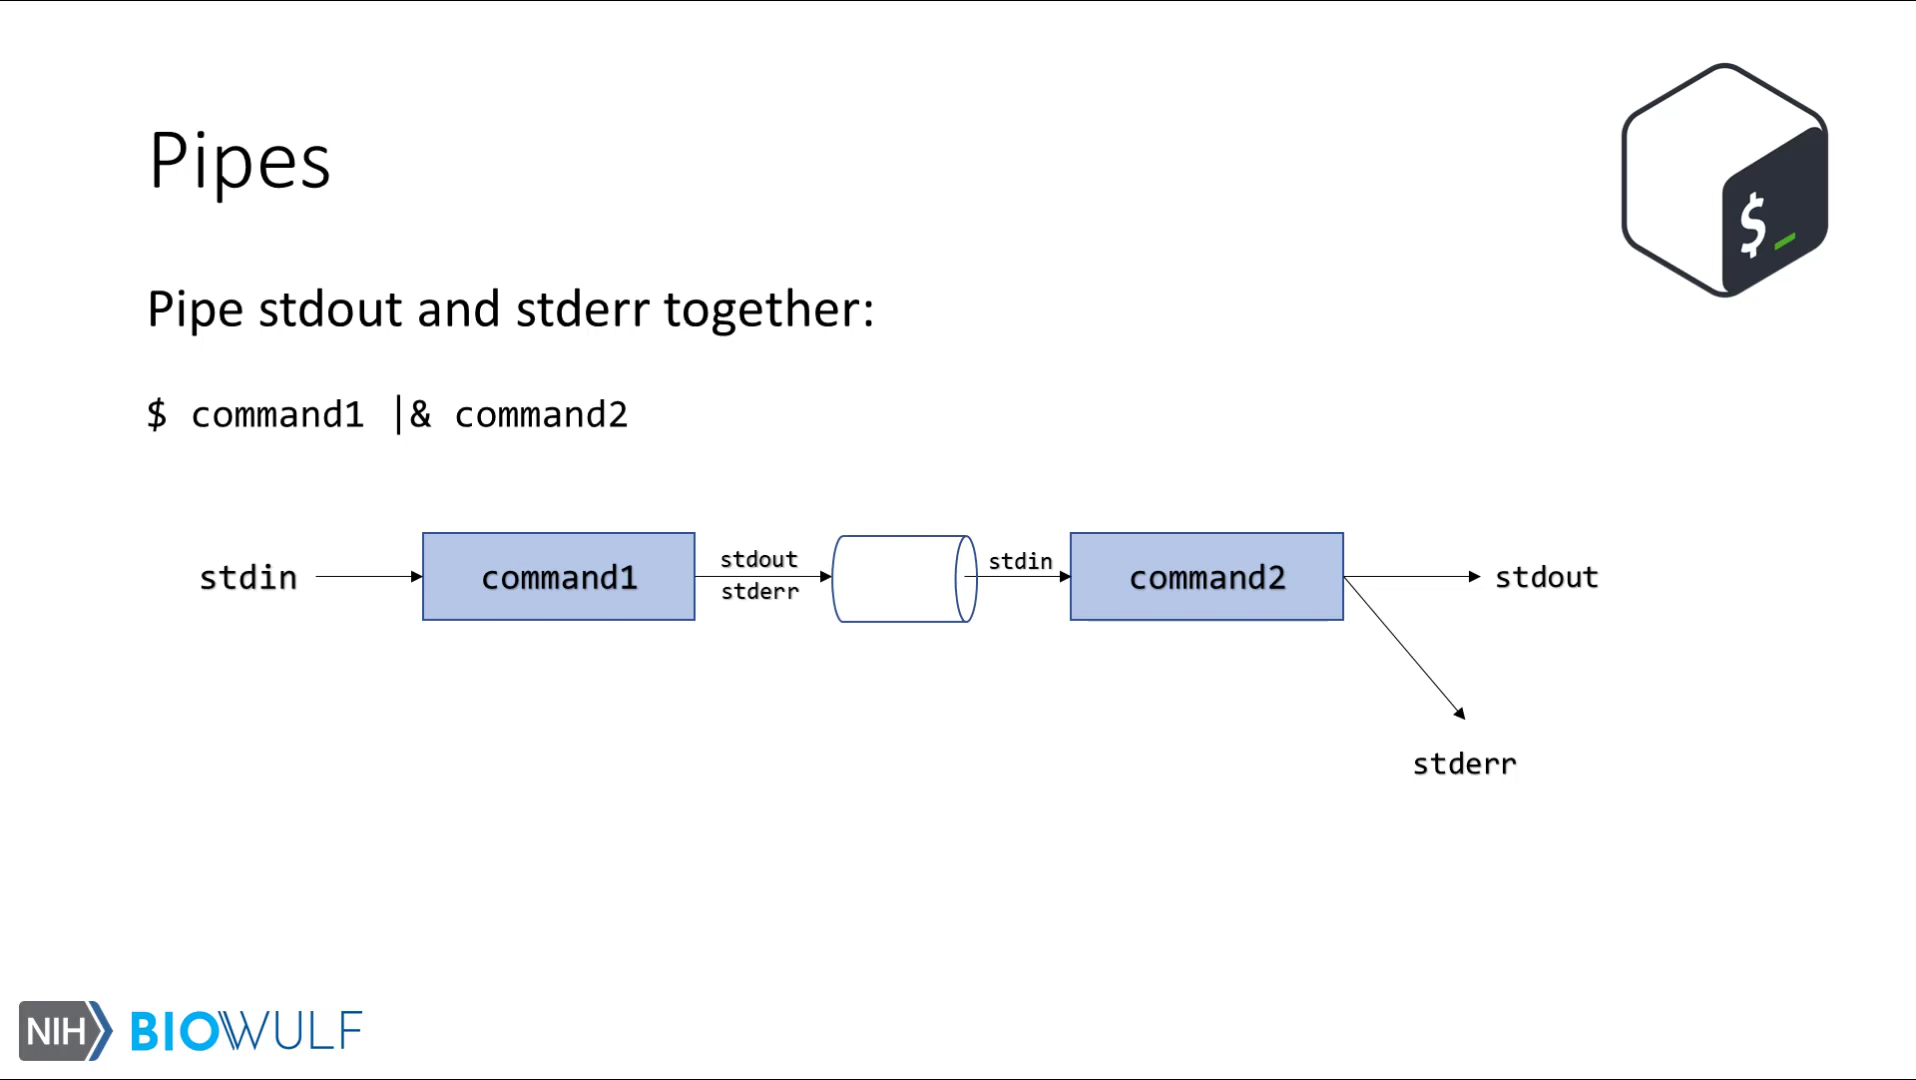 Pipes
$_
Pipe stdout and stderr together:
$ command1 |& command2
stdin
command1
stdout
stderr
stdin
command2
stdout
stderr
NIH BIOWULF